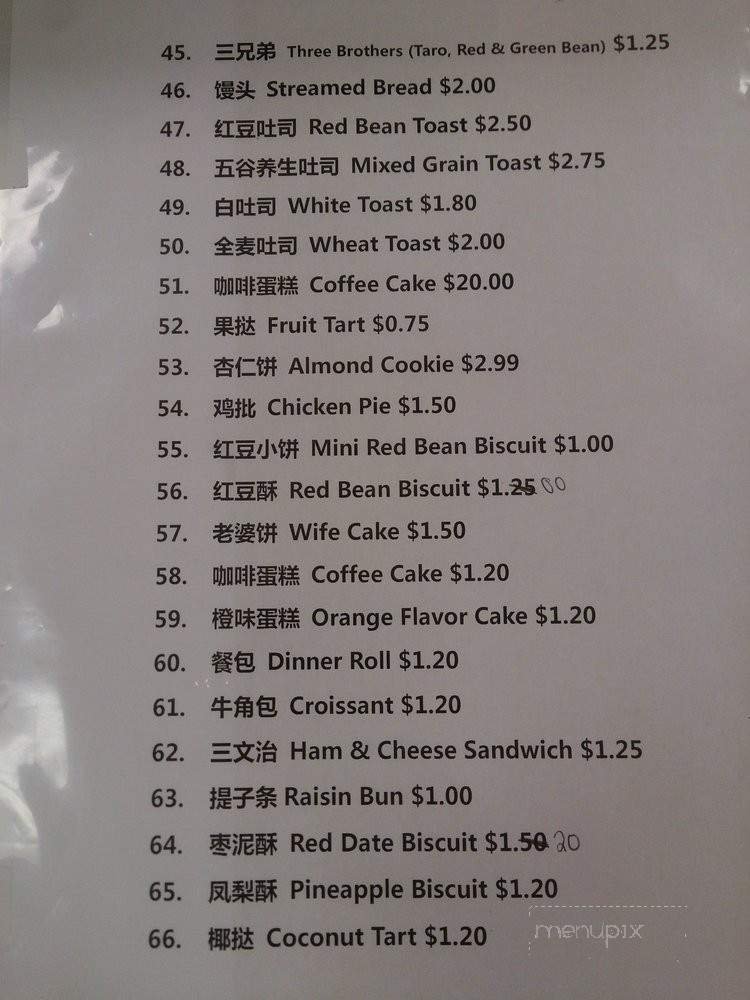 45. 三兄弟 Three Brothers (Taro, Red & Green Bean) $1.25
46. 馒头 Streamed Bread $2.00
47. 红豆吐司 Red Bean Toast $2.50
48. 五谷养生吐司 Mixed Grain Toast $2.75
49. 白吐司 White Toast $1.80
50. 全麦吐司 Wheat Toast $2.00
51. 咖啡蛋糕 Coffee Cake $20.00
52. 果挞 Fruit Tart $0.75
53. 杏仁饼 Almond Cookie $2.99
54. 鸡批 Chicken Pie $1.50
55. 红豆小饼 Mini Red Bean Biscuit $1.00
56. 红豆酥 Red Bean Biscuit $1.25 00
57. 老婆饼 Wife Cake $1.50
58. 咖啡蛋糕 Coffee Cake $1.20
59. 橙味蛋糕 Orange Flavor Cake $1.20
60. 餐包 Dinner Roll $1.20
61. 牛角包 Croissant $1.20
62. 三文治 Ham & Cheese Sandwich $1.25
63. 提子条 Raisin Bun $1.00
64. 枣泥酥 Red Date Biscuit $1.50 20
65. 凤梨酥 Pineapple Biscuit $1.20
66. 椰挞 Coconut Tart $1.20
menupix